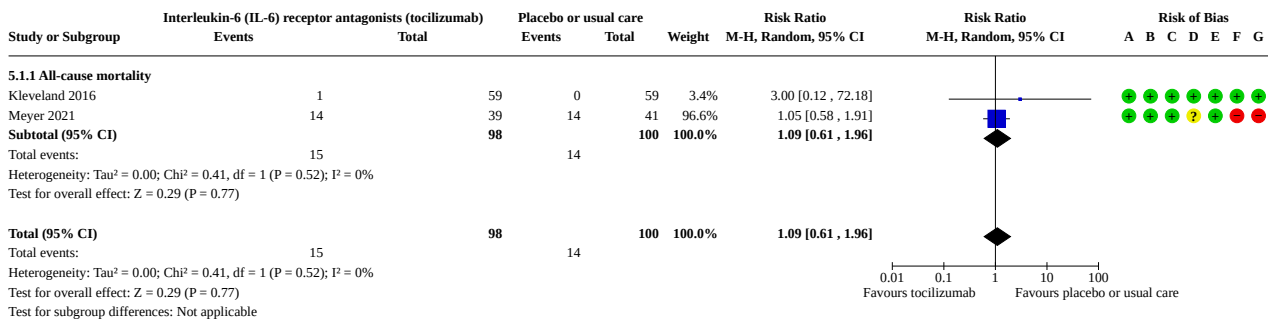 Interleukin-6 (IL-6) receptor antagonists (tocilizumab) Placebo or usual care Risk Ratio Risk Ratio Risk of Bias
Study or Subgroup Events Total Events Total Weight M-H, Random, 95% CI M-H, Random, 95% CI A B C D E F G
5.1.1 All-cause mortality
Kleveland 2016 1 59 0 59 3.4% 3.00 [0.12 , 72.18] + + + + + + +
Meyer 2021 14 39 14 41 96.6% 1.05 [0.58 , 1.91] + + + ? + − −
Subtotal (95% CI) 98 100 100.0% 1.09 [0.61 , 1.96]
Total events: 15 14
Heterogeneity: Tau² = 0.00; Chi² = 0.41, df = 1 (P = 0.52); I² = 0%
Test for overall effect: Z = 0.29 (P = 0.77)
Total (95% CI) 98 100 100.0% 1.09 [0.61 , 1.96]
Total events: 15 14
Heterogeneity: Tau² = 0.00; Chi² = 0.41, df = 1 (P = 0.52); I² = 0%
0.01 0.1 1 10 100
Test for overall effect: Z = 0.29 (P = 0.77) Favours tocilizumab Favours placebo or usual care
Test for subgroup differences: Not applicable